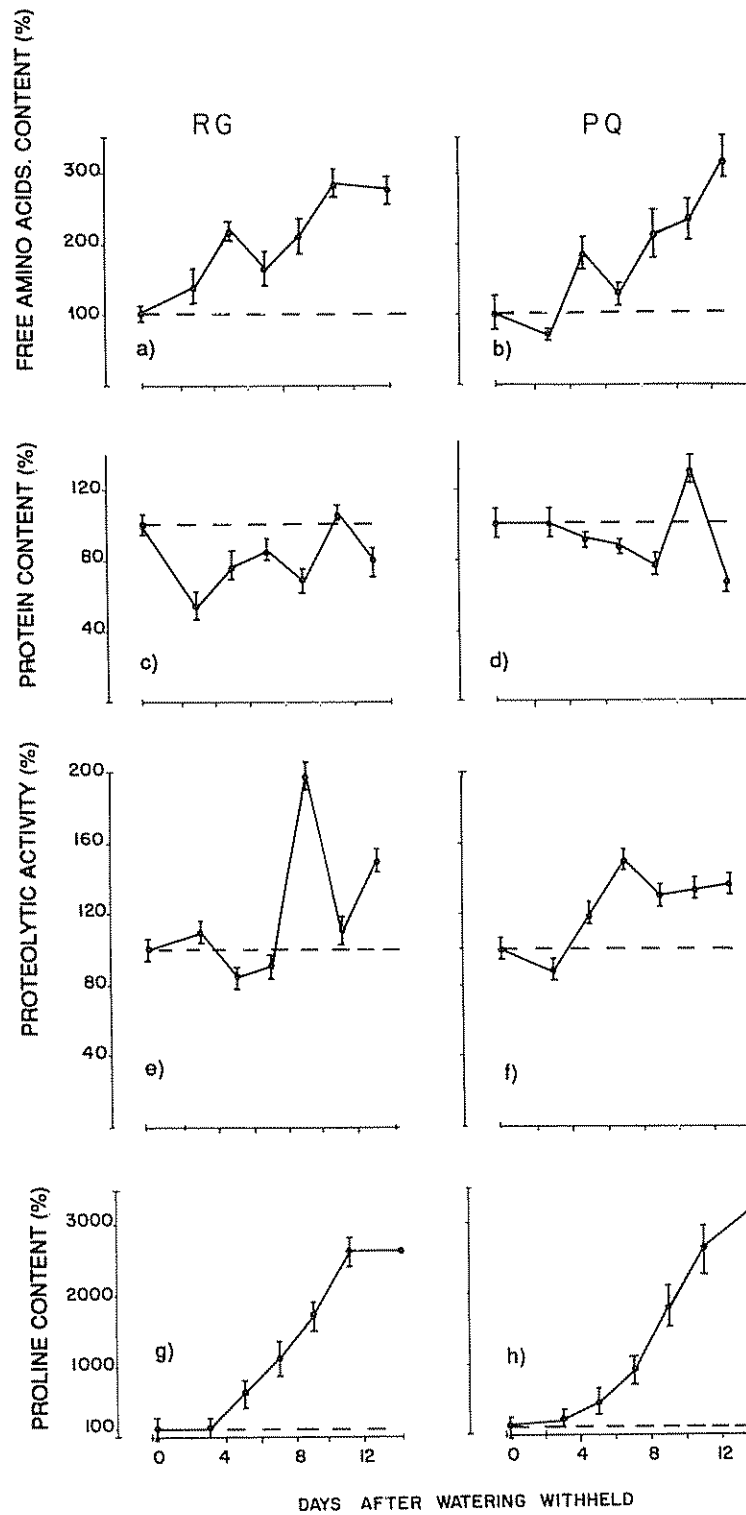 RG PQ
FREE AMINO ACIDS. CONTENT (%)
300
200
100
a) b)
PROTEIN CONTENT (%)
120
80
40
c) d)
PROTEOLYTIC ACTIVITY (%)
200
160
120
80
40
e) f)
PROLINE CONTENT (%)
3000
2000
1000
100
g) h)
0 4 8 12 0 4 8 12
DAYS AFTER WATERING WITHHELD